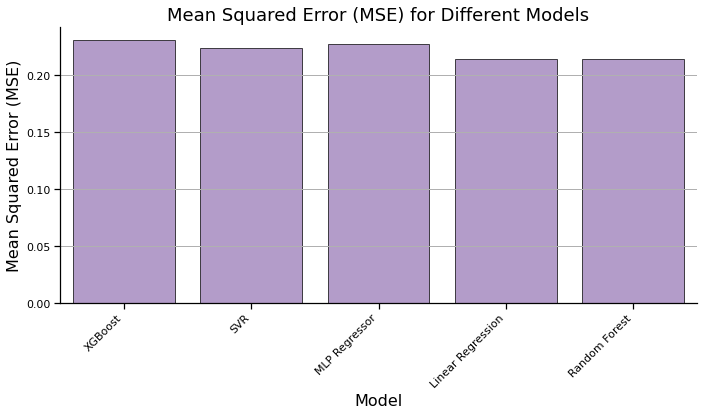 Mean Squared Error (MSE) for Different Models
Mean Squared Error (MSE)
0.20
0.15
0.10
0.05
0.00
XGBoost
SVR
MLP Regressor
Linear Regression
Random Forest
Model